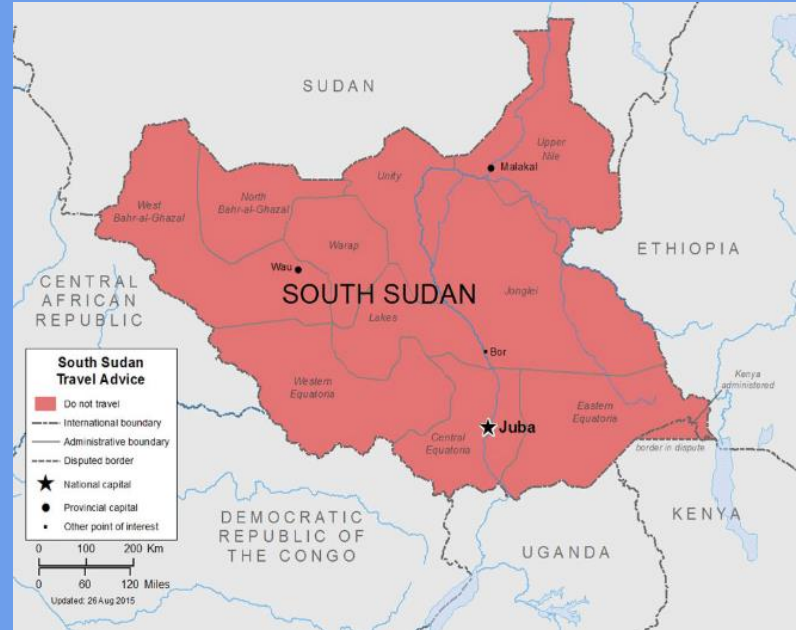 SUDAN
Upper
Nile
Malakal
Unity
North
Bahr-al-Ghazal
West
Bahr-al-Ghazal
Warap
ETHIOPIA
Wau
CENTRAL
AFRICAN
REPUBLIC
SOUTH SUDAN
Jonglei
Lakes
Bor
South Sudan
Travel Advice
Do not travel
International boundary
Administrative boundary
Disputed border
National capital
Provincial capital
Other point of interest
Western
Equatoria
Kenya
administered
Eastern
Equatoria
Juba
Central
Equatoria
border in dispute
KENYA
DEMOCRATIC
REPUBLIC OF
THE CONGO
UGANDA
0 100 200 Km
0 60 120 Miles
Updated: 26 Aug 2015